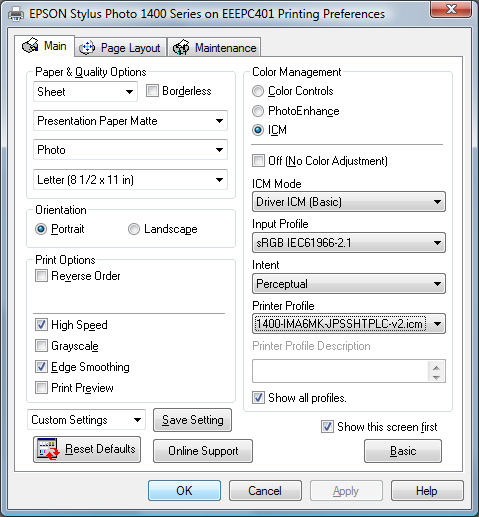 EPSON Stylus Photo 1400 Series on EEEPC401 Printing Preferences
Main
Page Layout
Maintenance
Paper & Quality Options
Sheet
Borderless
Presentation Paper Matte
Photo
Letter (8 1/2 x 11 in)
Orientation
Portrait
Landscape
Print Options
Reverse Order
High Speed
Grayscale
Edge Smoothing
Print Preview
Custom Settings
Save Setting
Reset Defaults
Online Support
Color Management
Color Controls
PhotoEnhance
ICM
Off (No Color Adjustment)
ICM Mode
Driver ICM (Basic)
Input Profile
sRGB IEC61966-2.1
Intent
Perceptual
Printer Profile
1400-IMA6MK-JPSSHTPLC-v2.icm
Printer Profile Description
Show all profiles.
Show this screen first
Basic
OK
Cancel
Apply
Help